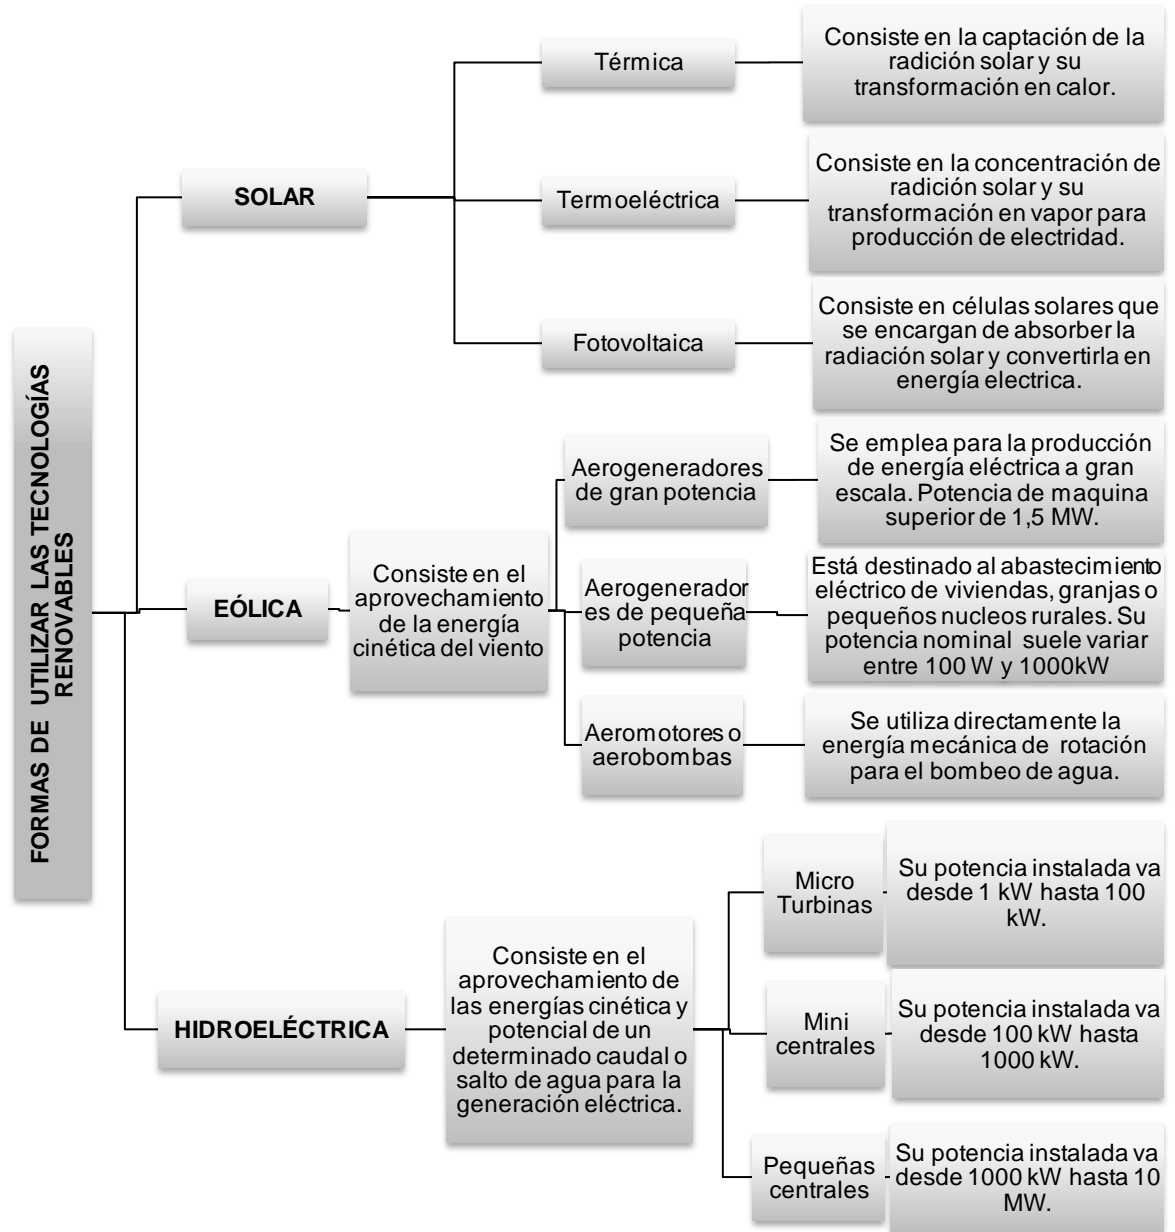 FORMAS DE UTILIZAR LAS TECNOLOGÍAS
RENOVABLES
SOLAR
Térmica
Consiste en la captación de la
radición solar y su
transformación en calor.
Termoeléctrica
Consiste en la concentración de
radición solar y su
transformación en vapor para
producción de electridad.
Fotovoltaica
Consiste en células solares que
se encargan de absorber la
radiación solar y convertirla en
energía electrica.
EÓLICA
Consiste en el
aprovechamiento
de la energía
cinética del viento
Aerogeneradores
de gran potencia
Se emplea para la producción
de energía eléctrica a gran
escala. Potencia de maquina
superior de 1,5 MW.
Aerogenerador
es de pequeña
potencia
Está destinado al abastecimiento
eléctrico de viviendas, granjas o
pequeños nucleos rurales. Su
potencia nominal suele variar
entre 100 W y 1000kW
Aeromotores o
aerobombas
Se utiliza directamente la
energía mecánica de rotación
para el bombeo de agua.
HIDROELÉCTRICA
Consiste en el
aprovechamiento de
las energías cinética y
potencial de un
determinado caudal o
salto de agua para la
generación eléctrica.
Micro
Turbinas
Su potencia instalada va
desde 1 kW hasta 100
kW.
Mini
centrales
Su potencia instalada va
desde 100 kW hasta
1000 kW.
Pequeñas
centrales
Su potencia instalada va
desde 1000 kW hasta 10
MW.